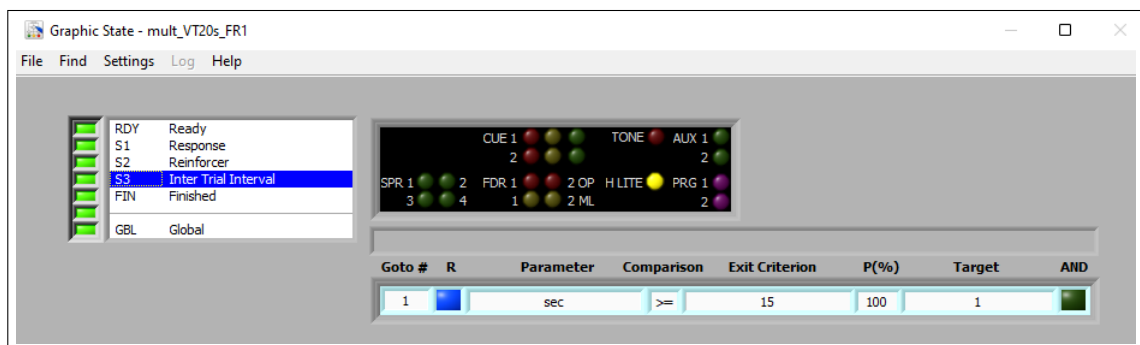 Graphic State - mult_VT20s_FR1
File Find Settings Log Help
RDY Ready
S1 Response
S2 Reinforcer
S3 Inter Trial Interval
FIN Finished
GBL Global
CUE 1 TONE AUX 1
2 2
SPR 1 2 FDR 1 2 OP H LITE PRG 1
3 4 1 2 ML 2
Goto # R Parameter Comparison Exit Criterion P(%) Target AND
1 sec >= 15 100 1